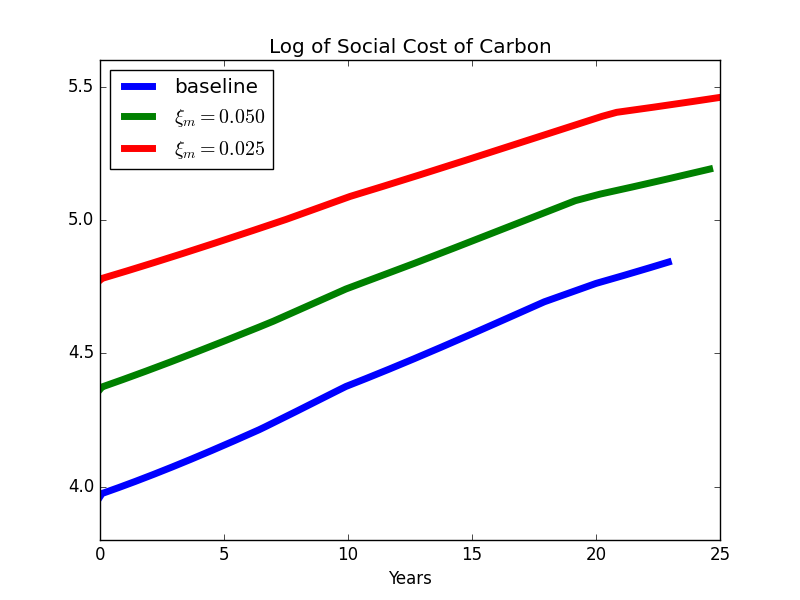 Log of Social Cost of Carbon
5.5
5.0
4.5
4.0
baseline
ξm = 0.050
ξm = 0.025
0 5 10 15 20 25
Years